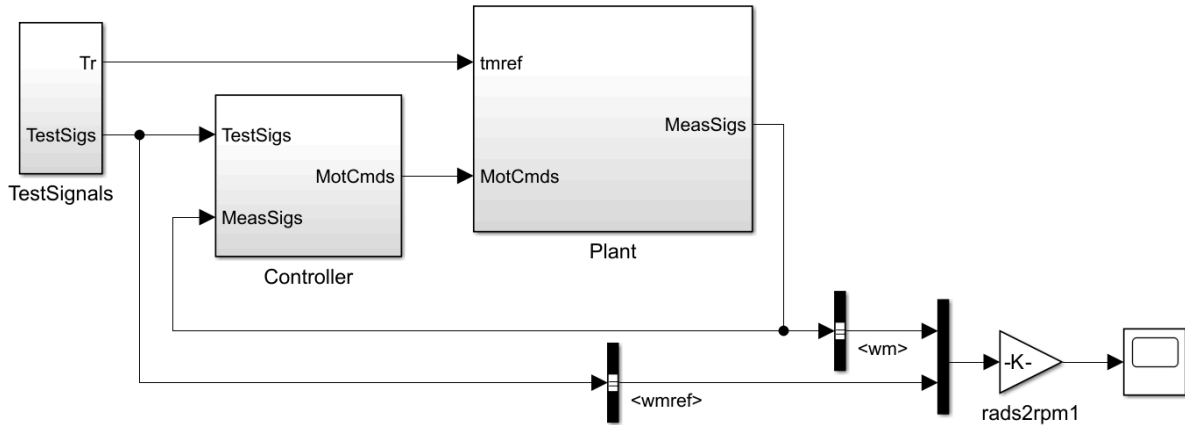 Tr
tmref
TestSigs
TestSigs
MeasSigs
TestSignals
MotCmds
MotCmds
MeasSigs
Plant
Controller
<wm>
-K-
<wmref>
rads2rpm1